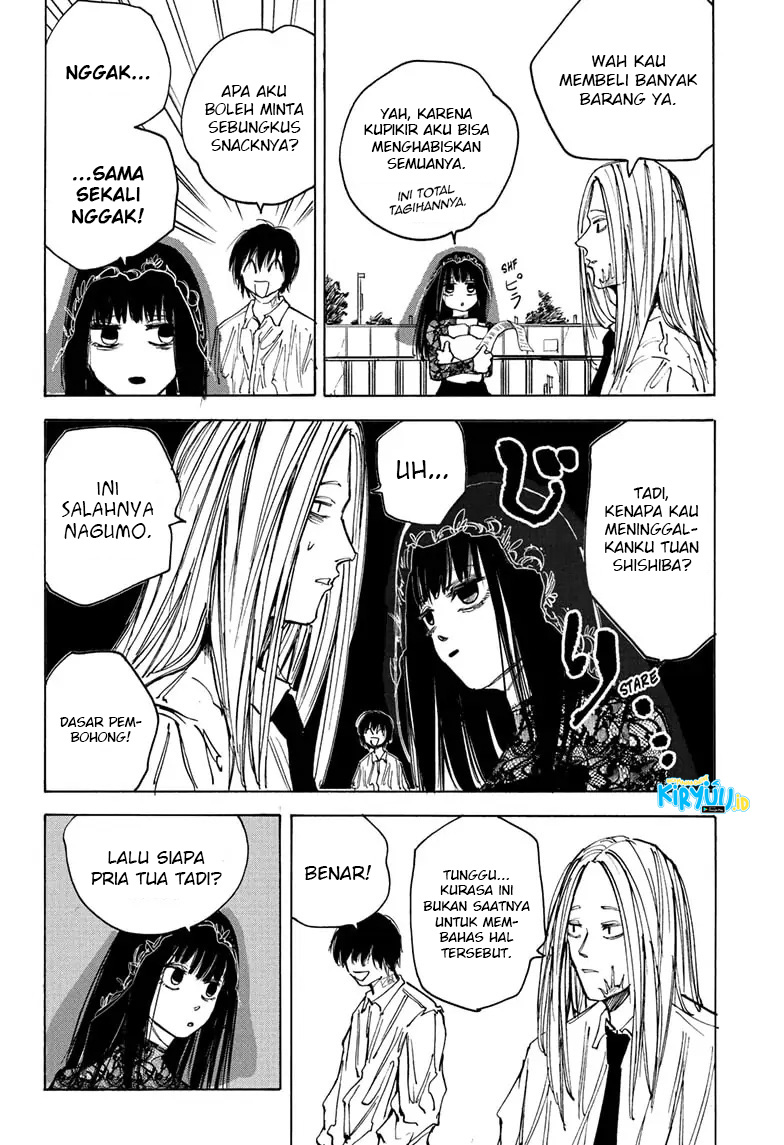 WAH KAU
MEMBELI BANYAK
BARANG YA.
YAH, KARENA
KUPIKIR AKU BISA
MENGHABISKAN
SEMUANYA.
INI TOTAL
TAGIHANNYA.
SHF
ピラ
APA AKU
BOLEH MINTA
SEBUNGKUS
SNACKNYA?
NGGAK...
...SAMA
SEKALI
NGGAK!
TADI,
KENAPA KAU
MENINGGAL-
KANKU TUAN
SHISHIBA?
じ
とり
STARE
UH...
INI
SALAHNYA
NAGUMO.
DASAR PEM-
BOHONG!
KIRYUU.ID
TUNGGU...
KURASA INI
BUKAN SAATNYA
UNTUK MEM-
BAHAS HAL
TERSEBUT.
BENAR!
LALU SIAPA
PRIA TUA TADI?